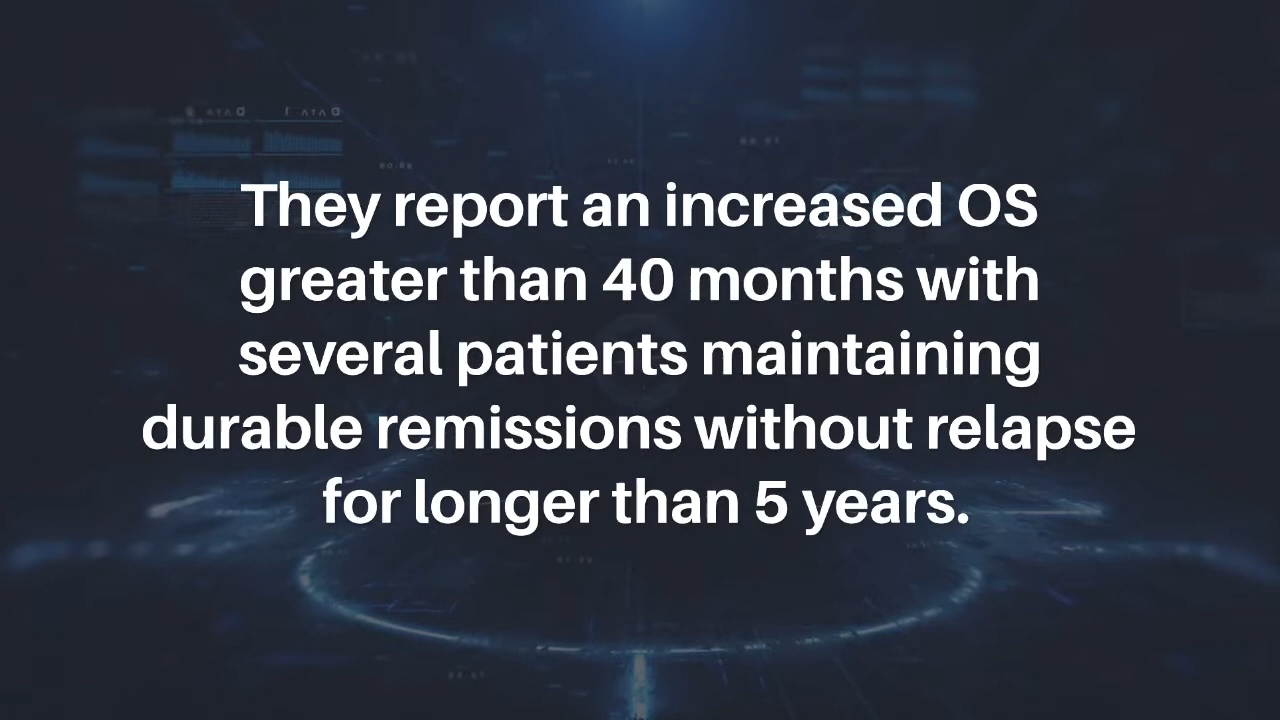 They report an increased OS
greater than 40 months with
several patients maintaining
durable remissions without relapse
for longer than 5 years.